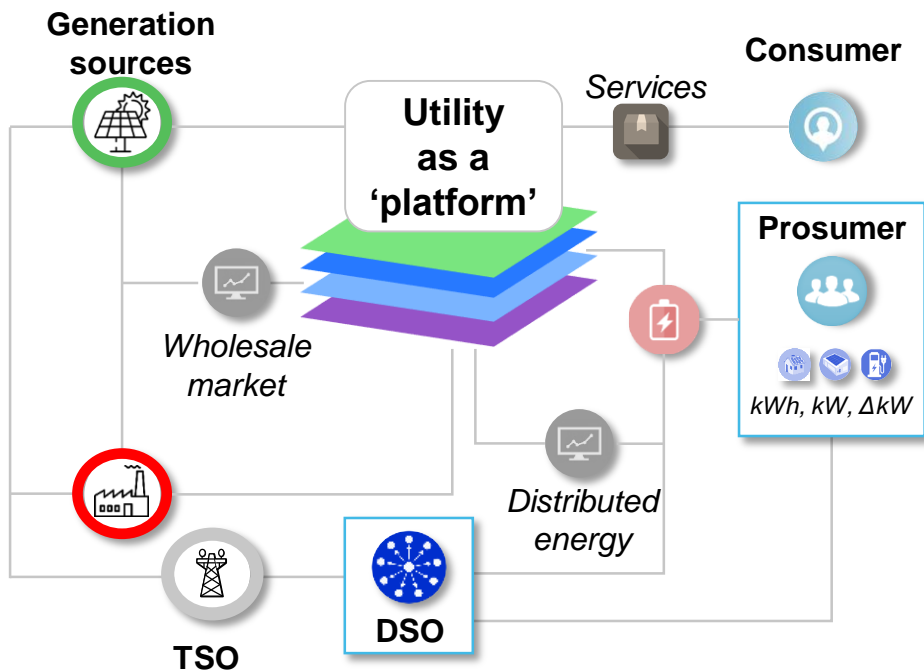 Generation
sources
Consumer
Services
Utility
as a
‘platform’
Prosumer
Wholesale
market
kWh, kW, ΔkW
Distributed
energy
DSO
TSO